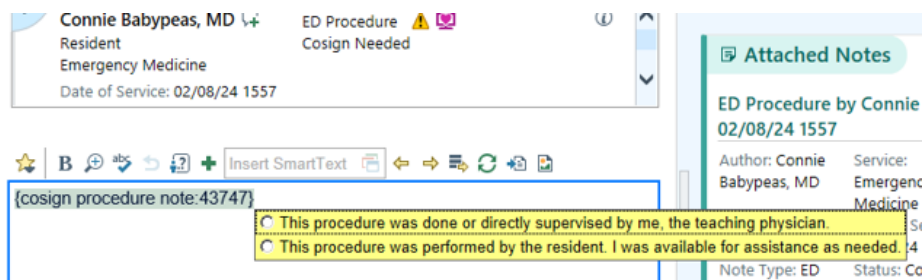 Connie Babypeas, MD
ED Procedure
Resident
Cosign Needed
Emergency Medicine
Date of Service: 02/08/24 1557
Attached Notes
ED Procedure by Connie
02/08/24 1557
Author: Connie Babypeas, MD
Service: Emergenc Medicine
B
abc
Insert SmartText
{cosign procedure note:43747}
This procedure was done or directly supervised by me, the teaching physician.
This procedure was performed by the resident. I was available for assistance as needed.
Note Type: ED
Status: Co